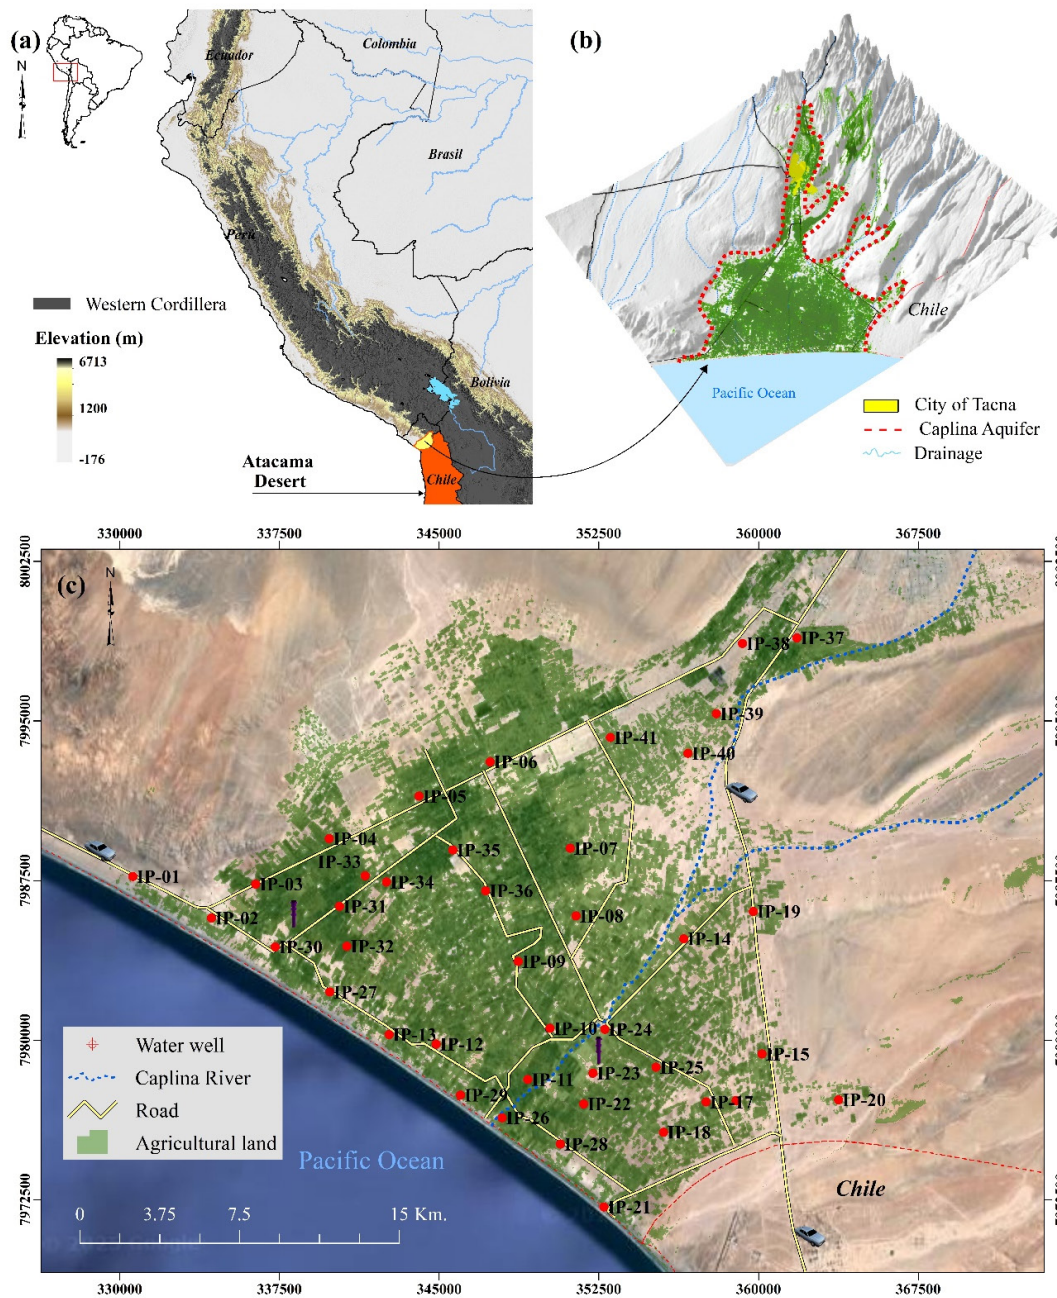 (a)
N
Ecuador
Colombia
Brasil
Perú
Bolivia
Chile
Western Cordillera
Elevation (m)
6713
1200
-176
Atacama
Desert
(b)
Chile
Pacific Ocean
City of Tacna
Caplina Aquifer
Drainage
330000 337500 345000 352500 360000 367500
8002500
7995000
7987500
7980000
7972500
(c)
N
IP-37
IP-38
IP-39
IP-41
IP-40
IP-06
IP-05
IP-04
IP-07
IP-35
IP-33
IP-01
IP-03
IP-34
IP-36
IP-31
IP-02
IP-08
IP-19
IP-14
IP-30
IP-32
IP-09
IP-27
IP-10
IP-24
IP-13
IP-12
IP-15
IP-25
IP-23
IP-11
IP-29
IP-22
IP-17
IP-20
IP-26
IP-18
IP-28
IP-21
Water well
Caplina River
Road
Agricultural land
Pacific Ocean
Chile
0 3.75 7.5 15 Km.
330000 337500 345000 352500 360000 367500